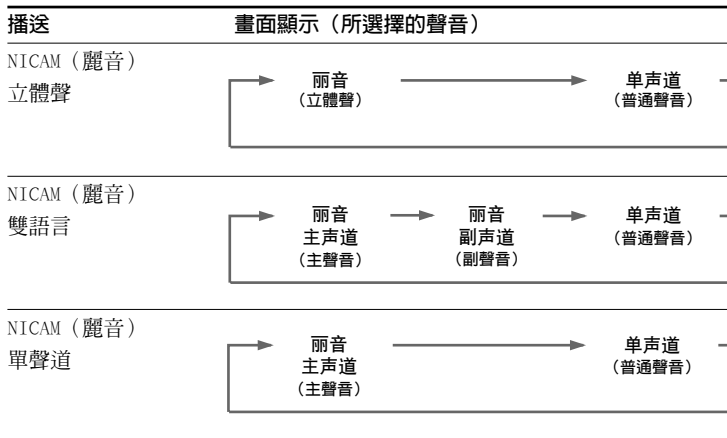 播送
畫面顯示（所選擇的聲音）
NICAM（麗音）
立體聲
丽音
（立體聲）
单声道
（普通聲音）
NICAM（麗音）
雙語言
丽音
主声道
（主聲音）
丽音
副声道
（副聲音）
单声道
（普通聲音）
NICAM（麗音）
單聲道
丽音
主声道
（主聲音）
单声道
（普通聲音）